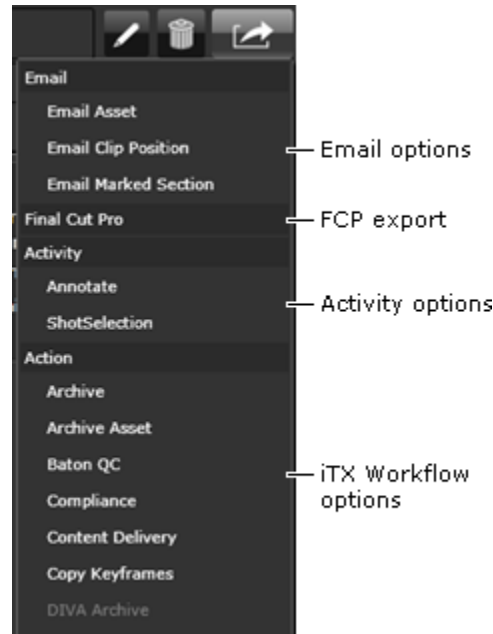 Email
Email Asset
Email Clip Position
Email Marked Section
Email options
Final Cut Pro
FCP export
Activity
Annotate
ShotSelection
Activity options
Action
Archive
Archive Asset
Baton QC
Compliance
Content Delivery
Copy Keyframes
DIVA Archive
iTX Workflow
options